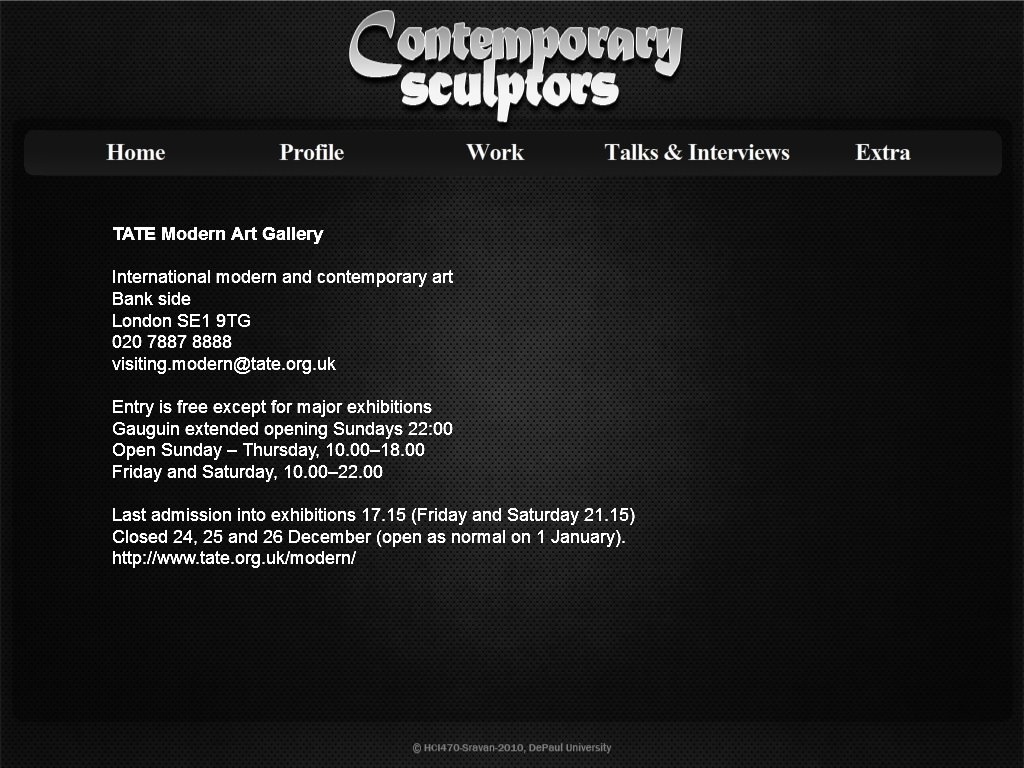 Contemporary
sculptors
Home Profile Work Talks & Interviews Extra
TATE Modern Art Gallery
International modern and contemporary art
Bank side
London SE1 9TG
020 7887 8888
visiting.modern@tate.org.uk
Entry is free except for major exhibitions
Gauguin extended opening Sundays 22:00
Open Sunday – Thursday, 10.00–18.00
Friday and Saturday, 10.00–22.00
Last admission into exhibitions 17.15 (Friday and Saturday 21.15)
Closed 24, 25 and 26 December (open as normal on 1 January).
http://www.tate.org.uk/modern/
© HCI470-Sravan-2010, DePaul University